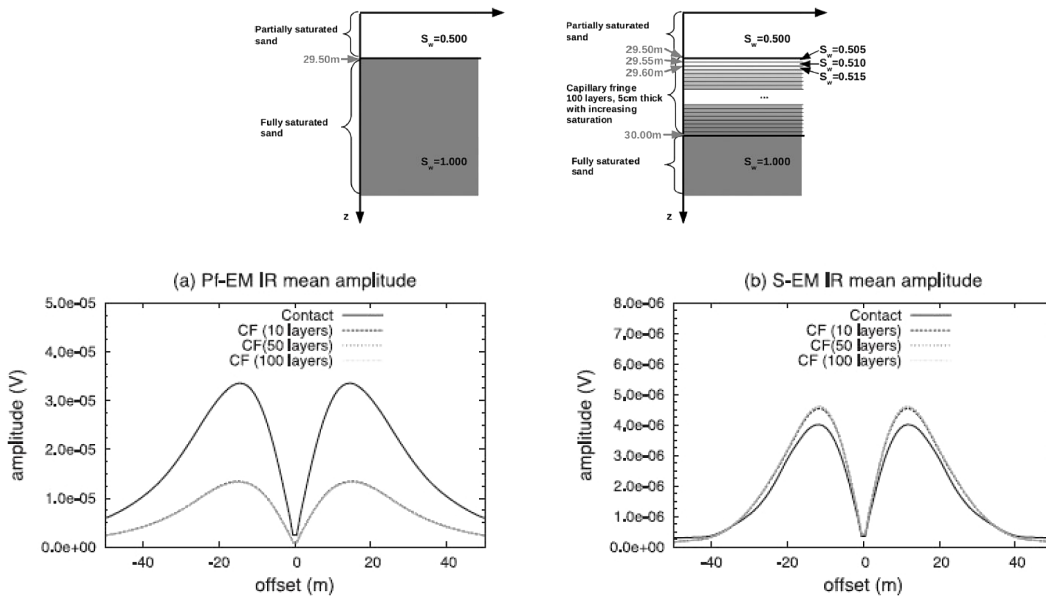 Partially saturated
sand
S_w=0.500
29.50m
Fully saturated
sand
S_w=1.000
z
Partially saturated
sand
S_w=0.500
29.50m
29.55m
29.60m
S_w=0.505
S_w=0.510
S_w=0.515
Capillary fringe
100 layers, 5cm thick
with increasing
saturation
...
30.00m
Fully saturated
sand
S_w=1.000
z
(a) Pf-EM IR mean amplitude
5.0e-05
4.0e-05
3.0e-05
2.0e-05
1.0e-05
0.0e+00
amplitude (V)
Contact
CF (10 layers)
CF(50 layers)
CF (100 layers)
-40 -20 0 20 40
offset (m)
(b) S-EM IR mean amplitude
8.0e-06
7.0e-06
6.0e-06
5.0e-06
4.0e-06
3.0e-06
2.0e-06
1.0e-06
0.0e+00
amplitude (V)
Contact
CF (10 layers)
CF(50 layers)
CF (100 layers)
-40 -20 0 20 40
offset (m)